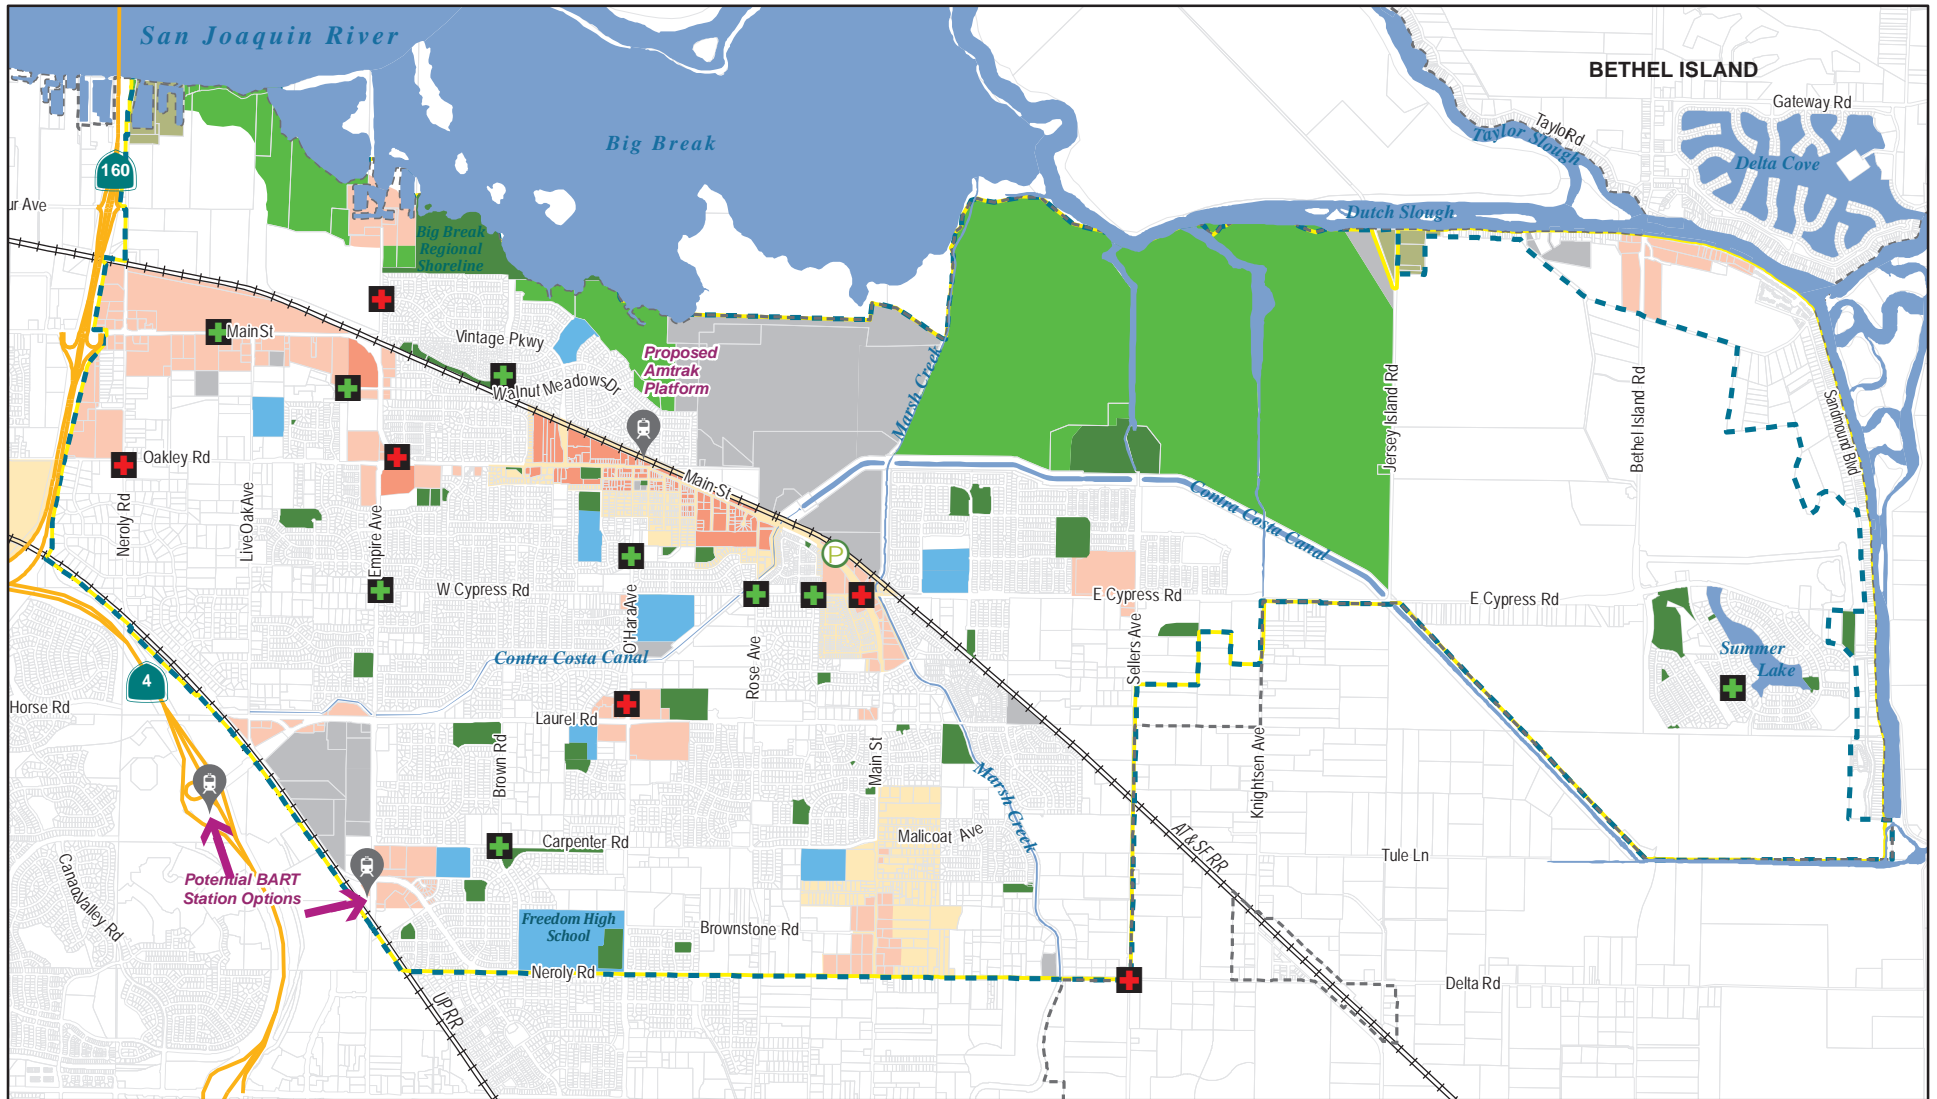 San Joaquin River
BETHEL ISLAND
Gateway Rd
Taylo Rd
Taylor Slough
Big Break
Delta Cove
160
ur Ave
Dutch Slough
Big Break
Regional
Shoreline
Main St
Vintage Pkwy
Proposed
Amtrak
Platform
Walnut Meadows Dr
Marsh Creek
Jersey Island Rd
Bethel Island Rd
Sandmound Blvd
Oakley Rd
Main St
Neroly Rd
Live Oak Ave
Empire Ave
Contra Costa Canal
P
W Cypress Rd
O'Hara Ave
E Cypress Rd
E Cypress Rd
Contra Costa Canal
Rose Ave
Sellers Ave
Summer
Lake
4
Horse Rd
Laurel Rd
Brown Rd
Main St
Marsh Creek
Knightsen Ave
Malicoat Ave
Carpenter Rd
AT&SF RR
Tule Ln
Canada Valley Rd
Potential BART
Station Options
Freedom High
School
Brownstone Rd
Neroly Rd
Delta Rd
UPRR